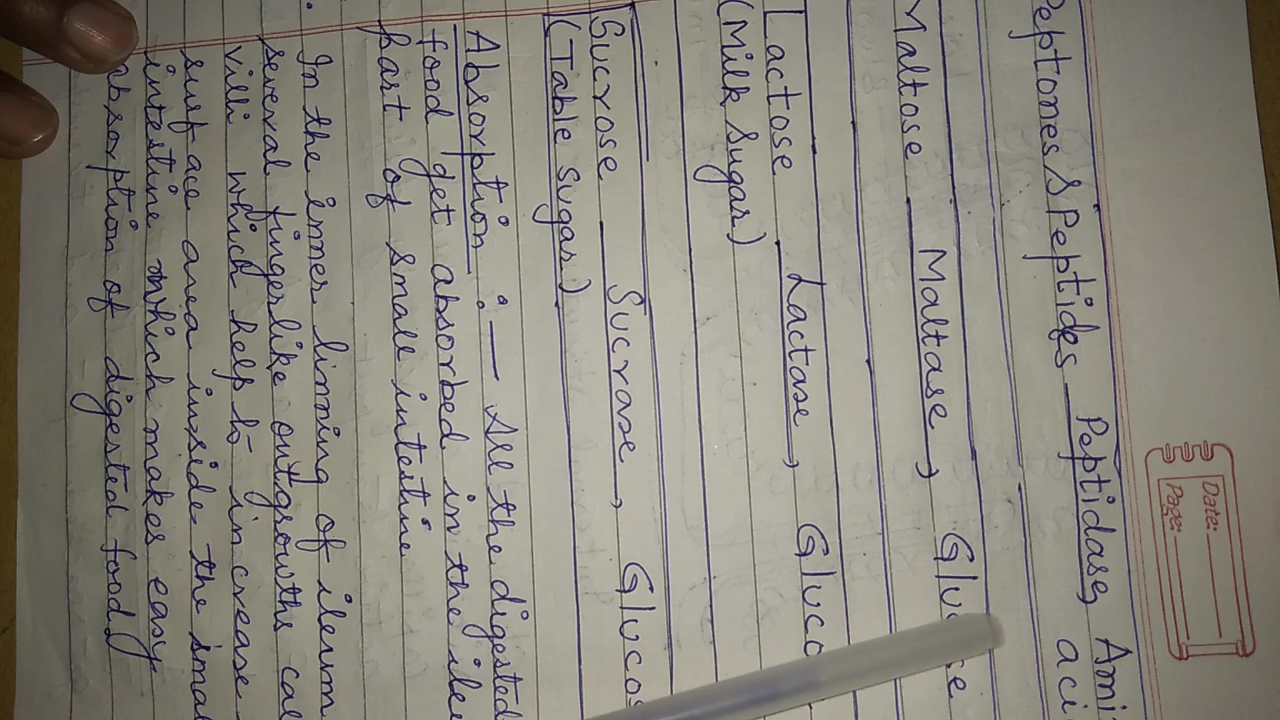 Date:
Page:
Peptones & Peptides Peptidase Ami
aci
Maltose Maltase Glu se
Lactose Lactase Gluco
(Milk sugar)
Sucrose Sucrase Glucos
(Table sugar)
Absorption :— All the digested
food get absorbed in the ile
part of small intestine
In the inner linning of ileum
several fingerlike outgrowths cal
villi which help to increase
surface area inside the smal
intestine which makes easy
absorption of digested food